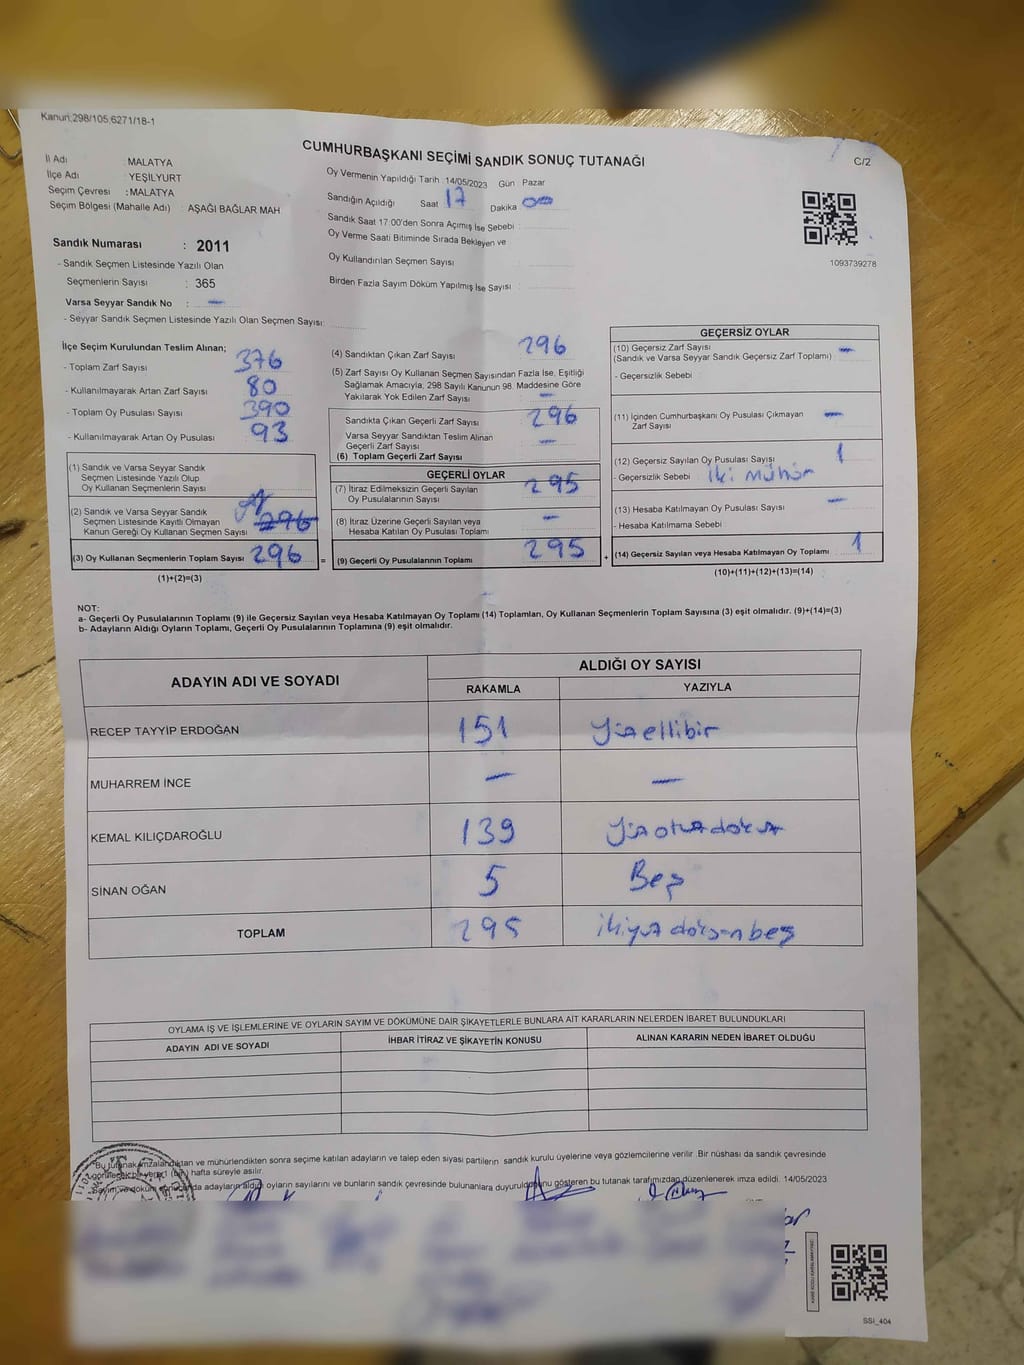 Kanun:298/105,6271/18-1
CUMHURBAŞKANI SEÇİMİ SANDIK SONUÇ TUTANAĞI
C/2
İl Adı : MALATYA
İlçe Adı : YEŞİLYURT
Seçim Çevresi : MALATYA
Seçim Bölgesi (Mahalle Adı) : AŞAĞI BAĞLAR MAH
Oy Vermenin Yapıldığı Tarih : 14/05/2023 Gün Pazar
Sandığın Açıldığı Saat 17 Dakika 00
Sandık Saat 17:00'den Sonra Açımış İse Sebebi :
Oy Verme Saati Bitiminde Sırada Bekleyen ve
Oy Kullandırılan Seçmen Sayısı
Birden Fazla Sayım Döküm Yapılmış İse Sayısı :
1093739278
Sandık Numarası : 2011
- Sandık Seçmen Listesinde Yazılı Olan
Seçmenlerin Sayısı : 365
Varsa Seyyar Sandık No : —
- Seyyar Sandık Seçmen Listesinde Yazılı Olan Seçmen Sayısı:
İlçe Seçim Kurulundan Teslim Alınan;
- Toplam Zarf Sayısı 376
- Kullanılmayarak Artan Zarf Sayısı 80
- Toplam Oy Pusulası Sayısı 390
- Kullanılmayarak Artan Oy Pusulası 93
(1) Sandık ve Varsa Seyyar Sandık
Seçmen Listesinde Yazılı Olup
Oy Kullanan Seçmenlerin Sayısı
(2) Sandık ve Varsa Seyyar Sandık
Seçmen Listesinde Kayıtlı Olmayan
Kanun Gereği Oy Kullanan Seçmen Sayısı 296
(3) Oy Kullanan Seçmenlerin Toplam Sayısı 296 =
(1)+(2)=(3)
(4) Sandıktan Çıkan Zarf Sayısı 296
(5) Zarf Sayısı Oy Kullanan Seçmen Sayısından Fazla İse, Eşitliği
Sağlamak Amacıyla, 298 Sayılı Kanunun 98. Maddesine Göre
Yakılarak Yok Edilen Zarf Sayısı —
Sandıkta Çıkan Geçerli Zarf Sayısı 296
Varsa Seyyar Sandıktan Teslim Alınan
Geçerli Zarf Sayısı —
(6) Toplam Geçerli Zarf Sayısı
GEÇERLİ OYLAR
(7) İtiraz Edilmeksizin Geçerli Sayılan
Oy Pusulalarının Sayısı 295
(8) İtiraz Üzerine Geçerli Sayılan veya
Hesaba Katılan Oy Pusulası Toplamı —
(9) Geçerli Oy Pusulalarının Toplamı 295 +
GEÇERSİZ OYLAR
(10) Geçersiz Zarf Sayısı —
(Sandık ve Varsa Seyyar Sandık Geçersiz Zarf Toplamı)
- Geçersizlik Sebebi :
(11) İçinden Cumhurbaşkanı Oy Pusulası Çıkmayan —
Zarf Sayısı
(12) Geçersiz Sayılan Oy Pusulası Sayısı 1
- Geçersizlik Sebebi : İki mühür
(13) Hesaba Katılmayan Oy Pusulası Sayısı —
- Hesaba Katılmama Sebebi
(14) Geçersiz Sayılan veya Hesaba Katılmayan Oy Toplamı 1
(10)+(11)+(12)+(13)=(14)
NOT:
a- Geçerli Oy Pusulalarının Toplamı (9) ile Geçersiz Sayılan veya Hesaba Katılmayan Oy Toplamı (14) Toplamları, Oy Kullanan Seçmenlerin Toplam Sayısına (3) eşit olmalıdır. (9)+(14)=(3)
b- Adayların Aldığı Oyların Toplamı, Geçerli Oy Pusulalarının Toplamına (9) eşit olmalıdır.
ADAYIN ADI VE SOYADI
ALDIĞI OY SAYISI
RAKAMLA YAZIYLA
RECEP TAYYİP ERDOĞAN 151 yüzellibir
MUHARREM İNCE — —
KEMAL KILIÇDAROĞLU 139 yüzotuzdokuz
SİNAN OĞAN 5 Beş
TOPLAM 295 ikiyüzdoksanbeş
OYLAMA İŞ VE İŞLEMLERİNE VE OYLARIN SAYIM VE DÖKÜMÜNE DAİR ŞİKAYETLERLE BUNLARA AİT KARARLARIN NELERDEN İBARET BULUNDUKLARI
ADAYIN ADI VE SOYADI İHBAR İTİRAZ VE ŞİKAYETİN KONUSU ALINAN KARARIN NEDEN İBARET OLDUĞU
Bu tutanak imzalandıktan ve mühürlendikten sonra seçime katılan adayların ve talep eden siyasi partilerin sandık kurulu üyelerine veya gözlemcilerine verilir. Bir nüshası da sandık çevresinde
görülecek bir yere 1 (bir) hafta süreyle asılır.
adayların aldığı oyların sayılarını ve bunların sandık çevresinde bulunanlara duyurulduğunu gösteren bu tutanak tarafımızdan düzenlenerek imza edildi. 14/05/2023
SSI_404